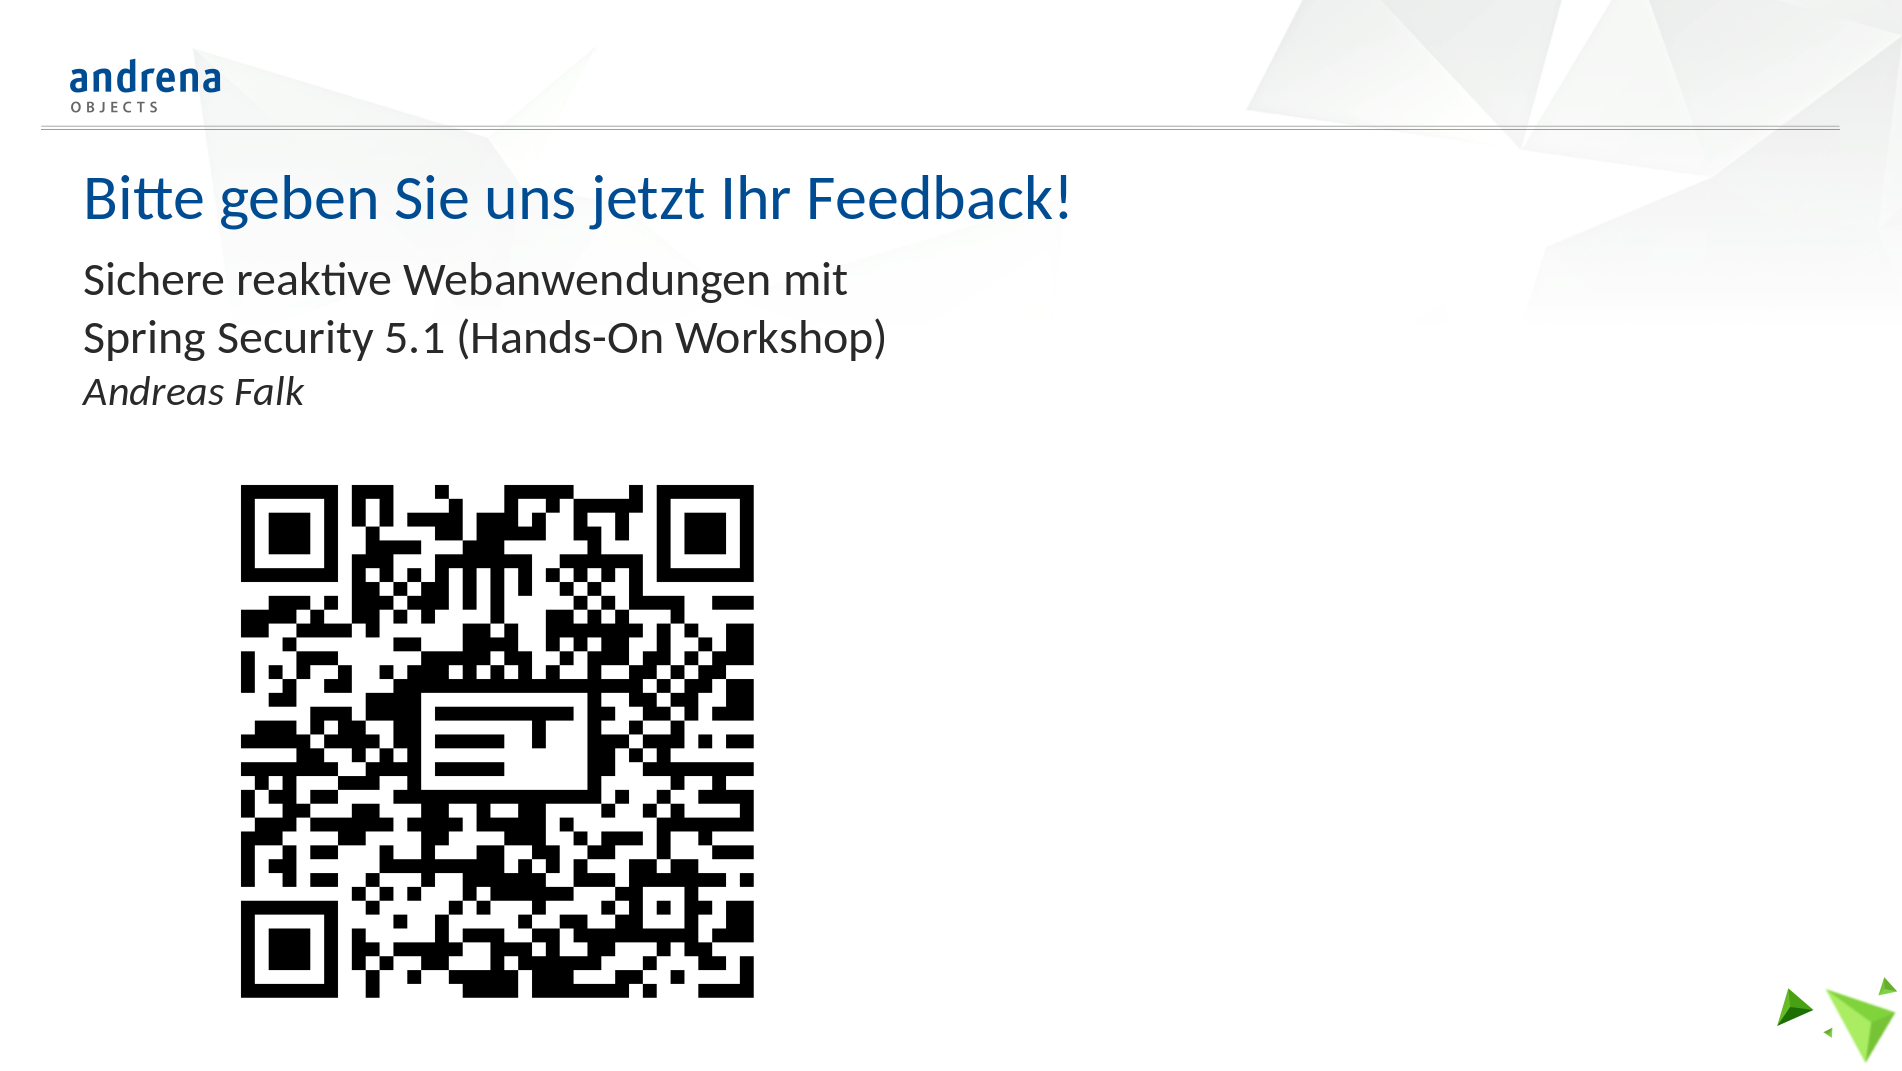 andrena
OBJECTS
Bitte geben Sie uns jetzt Ihr Feedback!
Sichere reaktive Webanwendungen mit
Spring Security 5.1 (Hands-On Workshop)
Andreas Falk